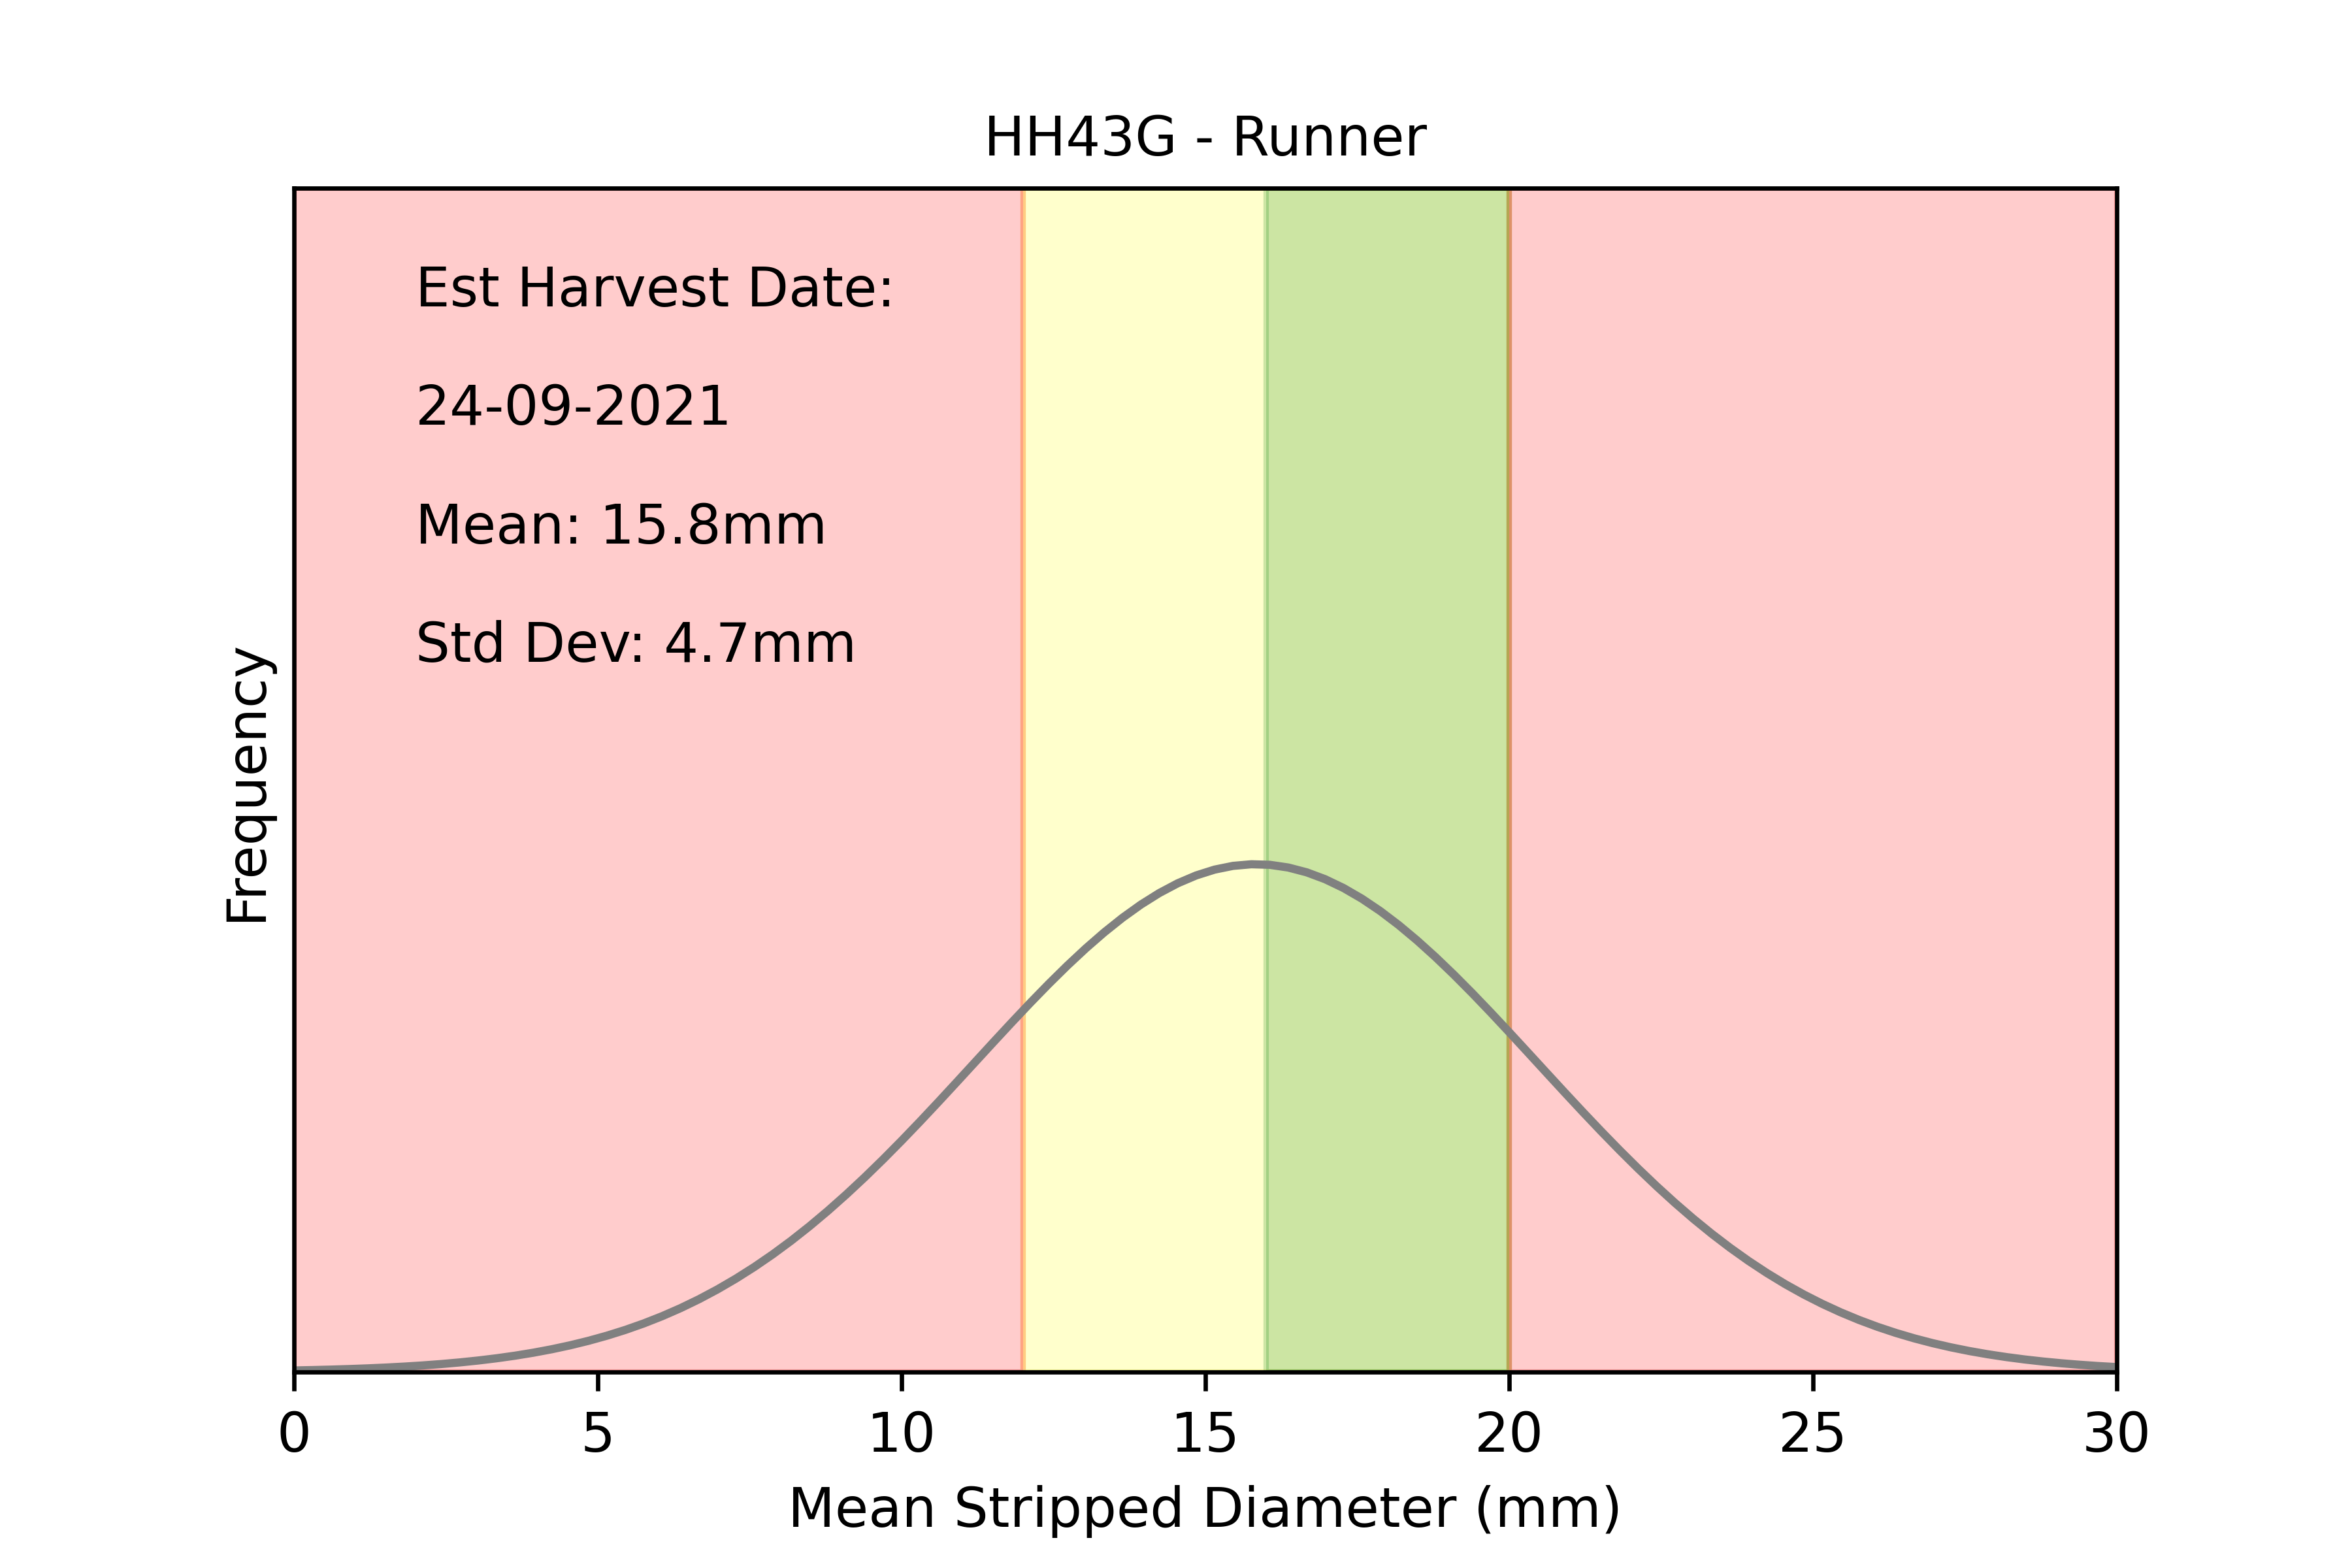 HH43G - Runner
Est Harvest Date:
24-09-2021
Mean: 15.8mm
Std Dev: 4.7mm
Frequency
0 5 10 15 20 25 30
Mean Stripped Diameter (mm)